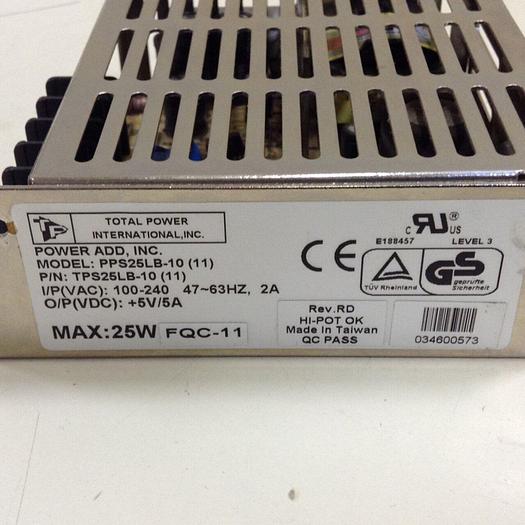 TP
TOTAL POWER
INTERNATIONAL,INC.
POWER ADD, INC.
MODEL: PPS25LB-10 (11)
P/N: TPS25LB-10 (11)
I/P(VAC): 100-240 47~63HZ, 2A
O/P(VDC): +5V/5A
MAX:25W FQC-11
CE
c RU ® US
E188457 LEVEL 3
TÜV Rheinland
GS
geprüfte
Sicherheit
Rev.RD
HI-POT OK
Made In Taiwan
QC PASS
034600573